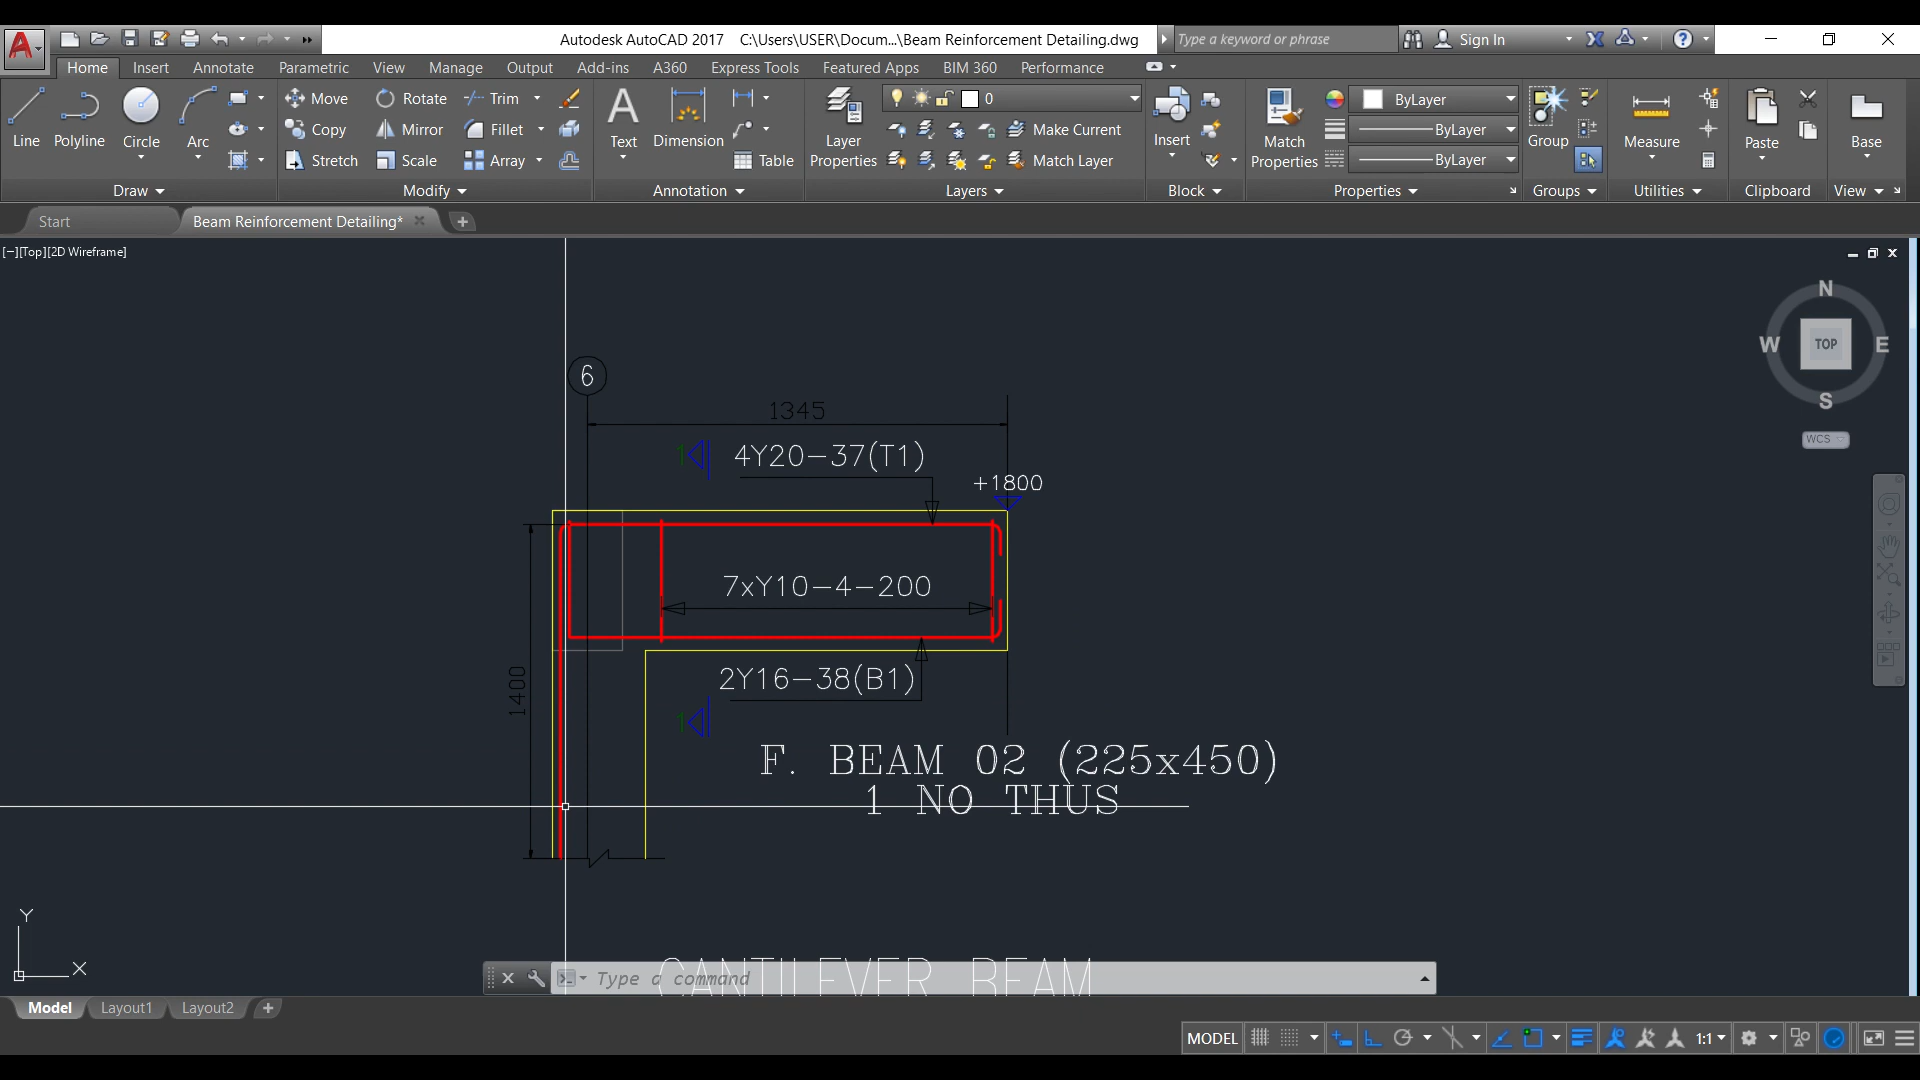 Autodesk AutoCAD 2017 C:\Users\USER\Docum...\Beam Reinforcement Detailing.dwg
Type a keyword or phrase
Sign In
Home Insert Annotate Parametric View Manage Output Add-ins A360 Express Tools Featured Apps BIM 360 Performance
Line Polyline Circle Arc
Move Rotate Trim
Copy Mirror Fillet
Stretch Scale Array
Text Dimension Table
Layer Properties
0
Make Current
Match Layer
Insert
Match Properties
ByLayer
ByLayer
ByLayer
Group
Measure
Paste
Base
Draw Modify Annotation Layers Block Properties Groups Utilities Clipboard View
Start Beam Reinforcement Detailing*
[−][Top][2D Wireframe]
N
W TOP E
S
WCS
6
1345
1 4Y20-37(T1)
+1800
7xY10-4-200
1400
2Y16-38(B1)
1
F. BEAM 02 (225x450)
1 NO THUS
CANTILEVER BEAM
Y
X
Type a command
Model Layout1 Layout2
MODEL 1:1